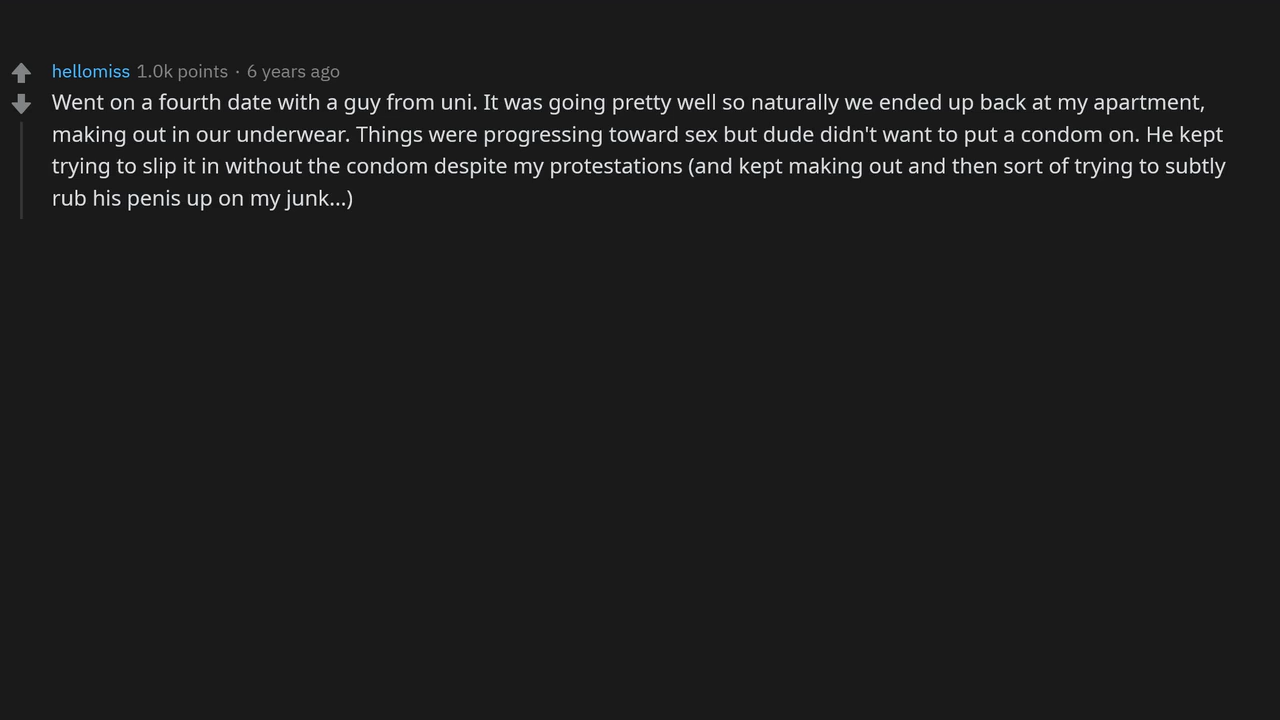 hellomiss 1.0k points · 6 years ago
Went on a fourth date with a guy from uni. It was going pretty well so naturally we ended up back at my apartment,
making out in our underwear. Things were progressing toward sex but dude didn't want to put a condom on. He kept
trying to slip it in without the condom despite my protestations (and kept making out and then sort of trying to subtly
rub his penis up on my junk...)